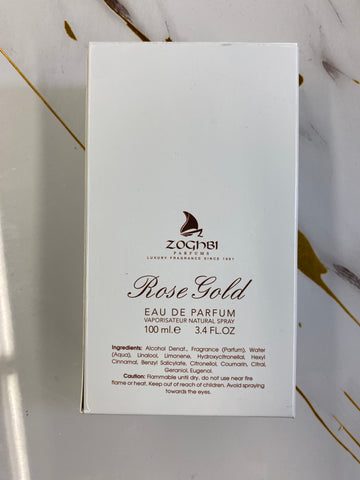 ZOGHBI
PARFUMS
LUXURY FRAGRANCE SINCE 1991
Rose Gold
EAU DE PARFUM
VAPORISATEUR NATURAL SPRAY
100 ml.e 3.4 FL.OZ
Ingredients: Alcohol Denat., Fragrance (Parfum), Water
(Aqua), Linalool, Limonene, Hydroxycitronellal, Hexyl
Cinnamal, Benzyl Salicylate, Citronellol, Coumarin, Citral,
Geraniol, Eugenol.
Caution: Flammable until dry, do not use near fire
flame or heat. Keep out of reach of children. Avoid spraying
towards the eyes.